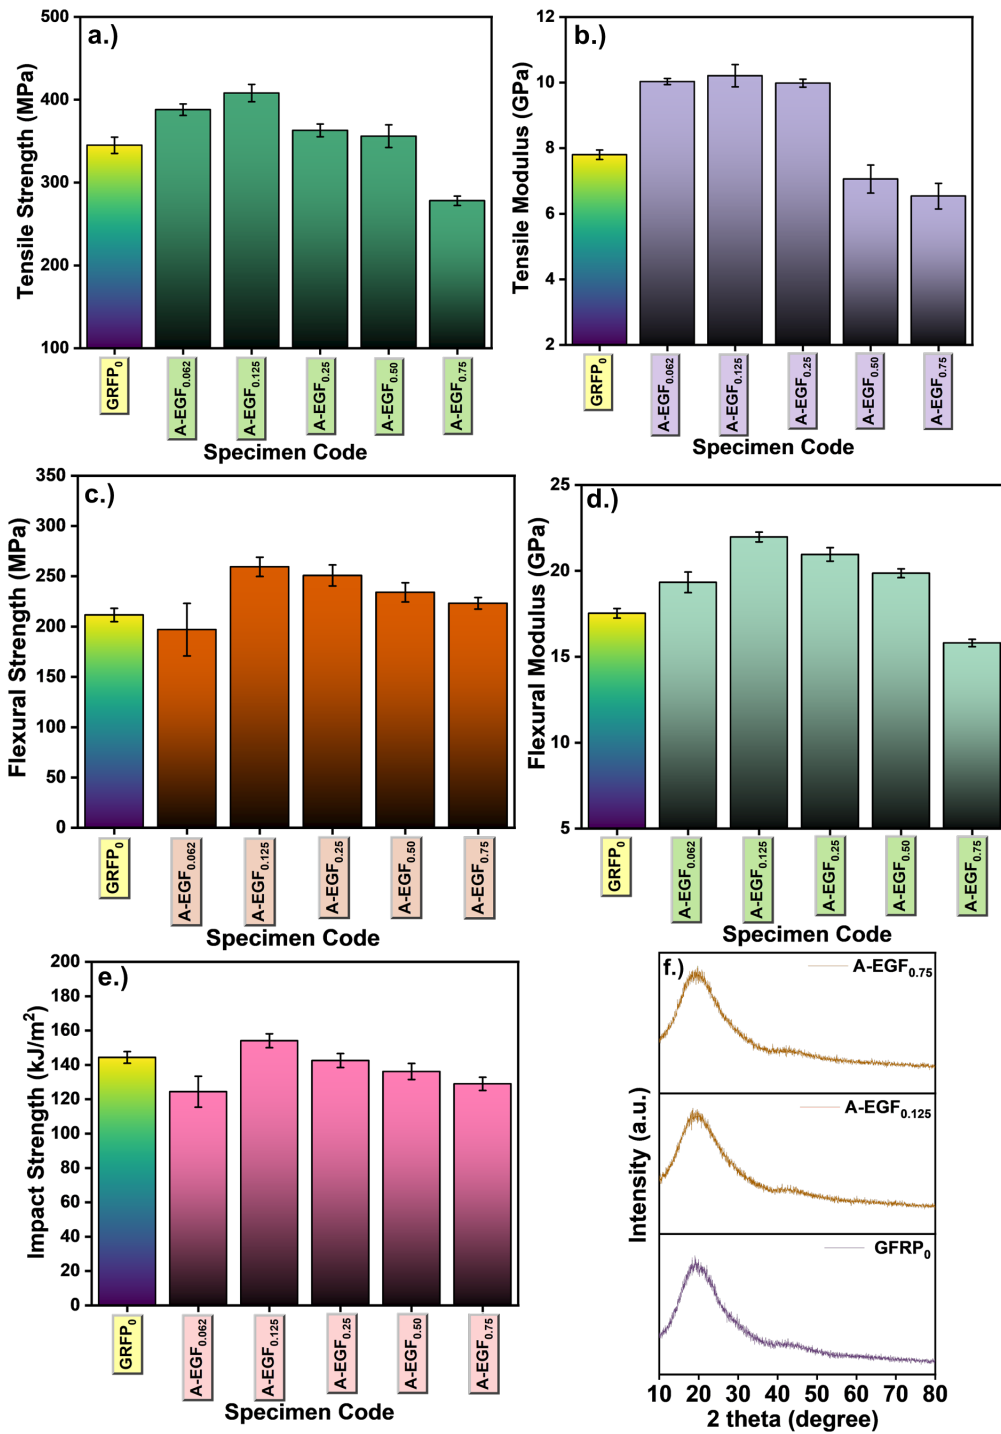 a.)
Tensile Strength (MPa)
500
400
300
200
100
GRFP0
A-EGF0.062
A-EGF0.125
A-EGF0.25
A-EGF0.50
A-EGF0.75
Specimen Code
b.)
Tensile Modulus (GPa)
12
10
8
6
4
2
GRFP0
A-EGF0.062
A-EGF0.125
A-EGF0.25
A-EGF0.50
A-EGF0.75
Specimen Code
c.)
Flexural Strength (MPa)
350
300
250
200
150
100
50
0
GRFP0
A-EGF0.062
A-EGF0.125
A-EGF0.25
A-EGF0.50
A-EGF0.75
Specimen Code
d.)
Flexural Modulus (GPa)
25
20
15
10
5
GRFP0
A-EGF0.062
A-EGF0.125
A-EGF0.25
A-EGF0.50
A-EGF0.75
Specimen Code
e.)
Impact Strength (kJ/m²)
200
180
160
140
120
100
80
60
40
20
0
GRFP0
A-EGF0.062
A-EGF0.125
A-EGF0.25
A-EGF0.50
A-EGF0.75
Specimen Code
f.)
A-EGF0.75
A-EGF0.125
GFRP0
Intensity (a.u.)
10 20 30 40 50 60 70 80
2 theta (degree)